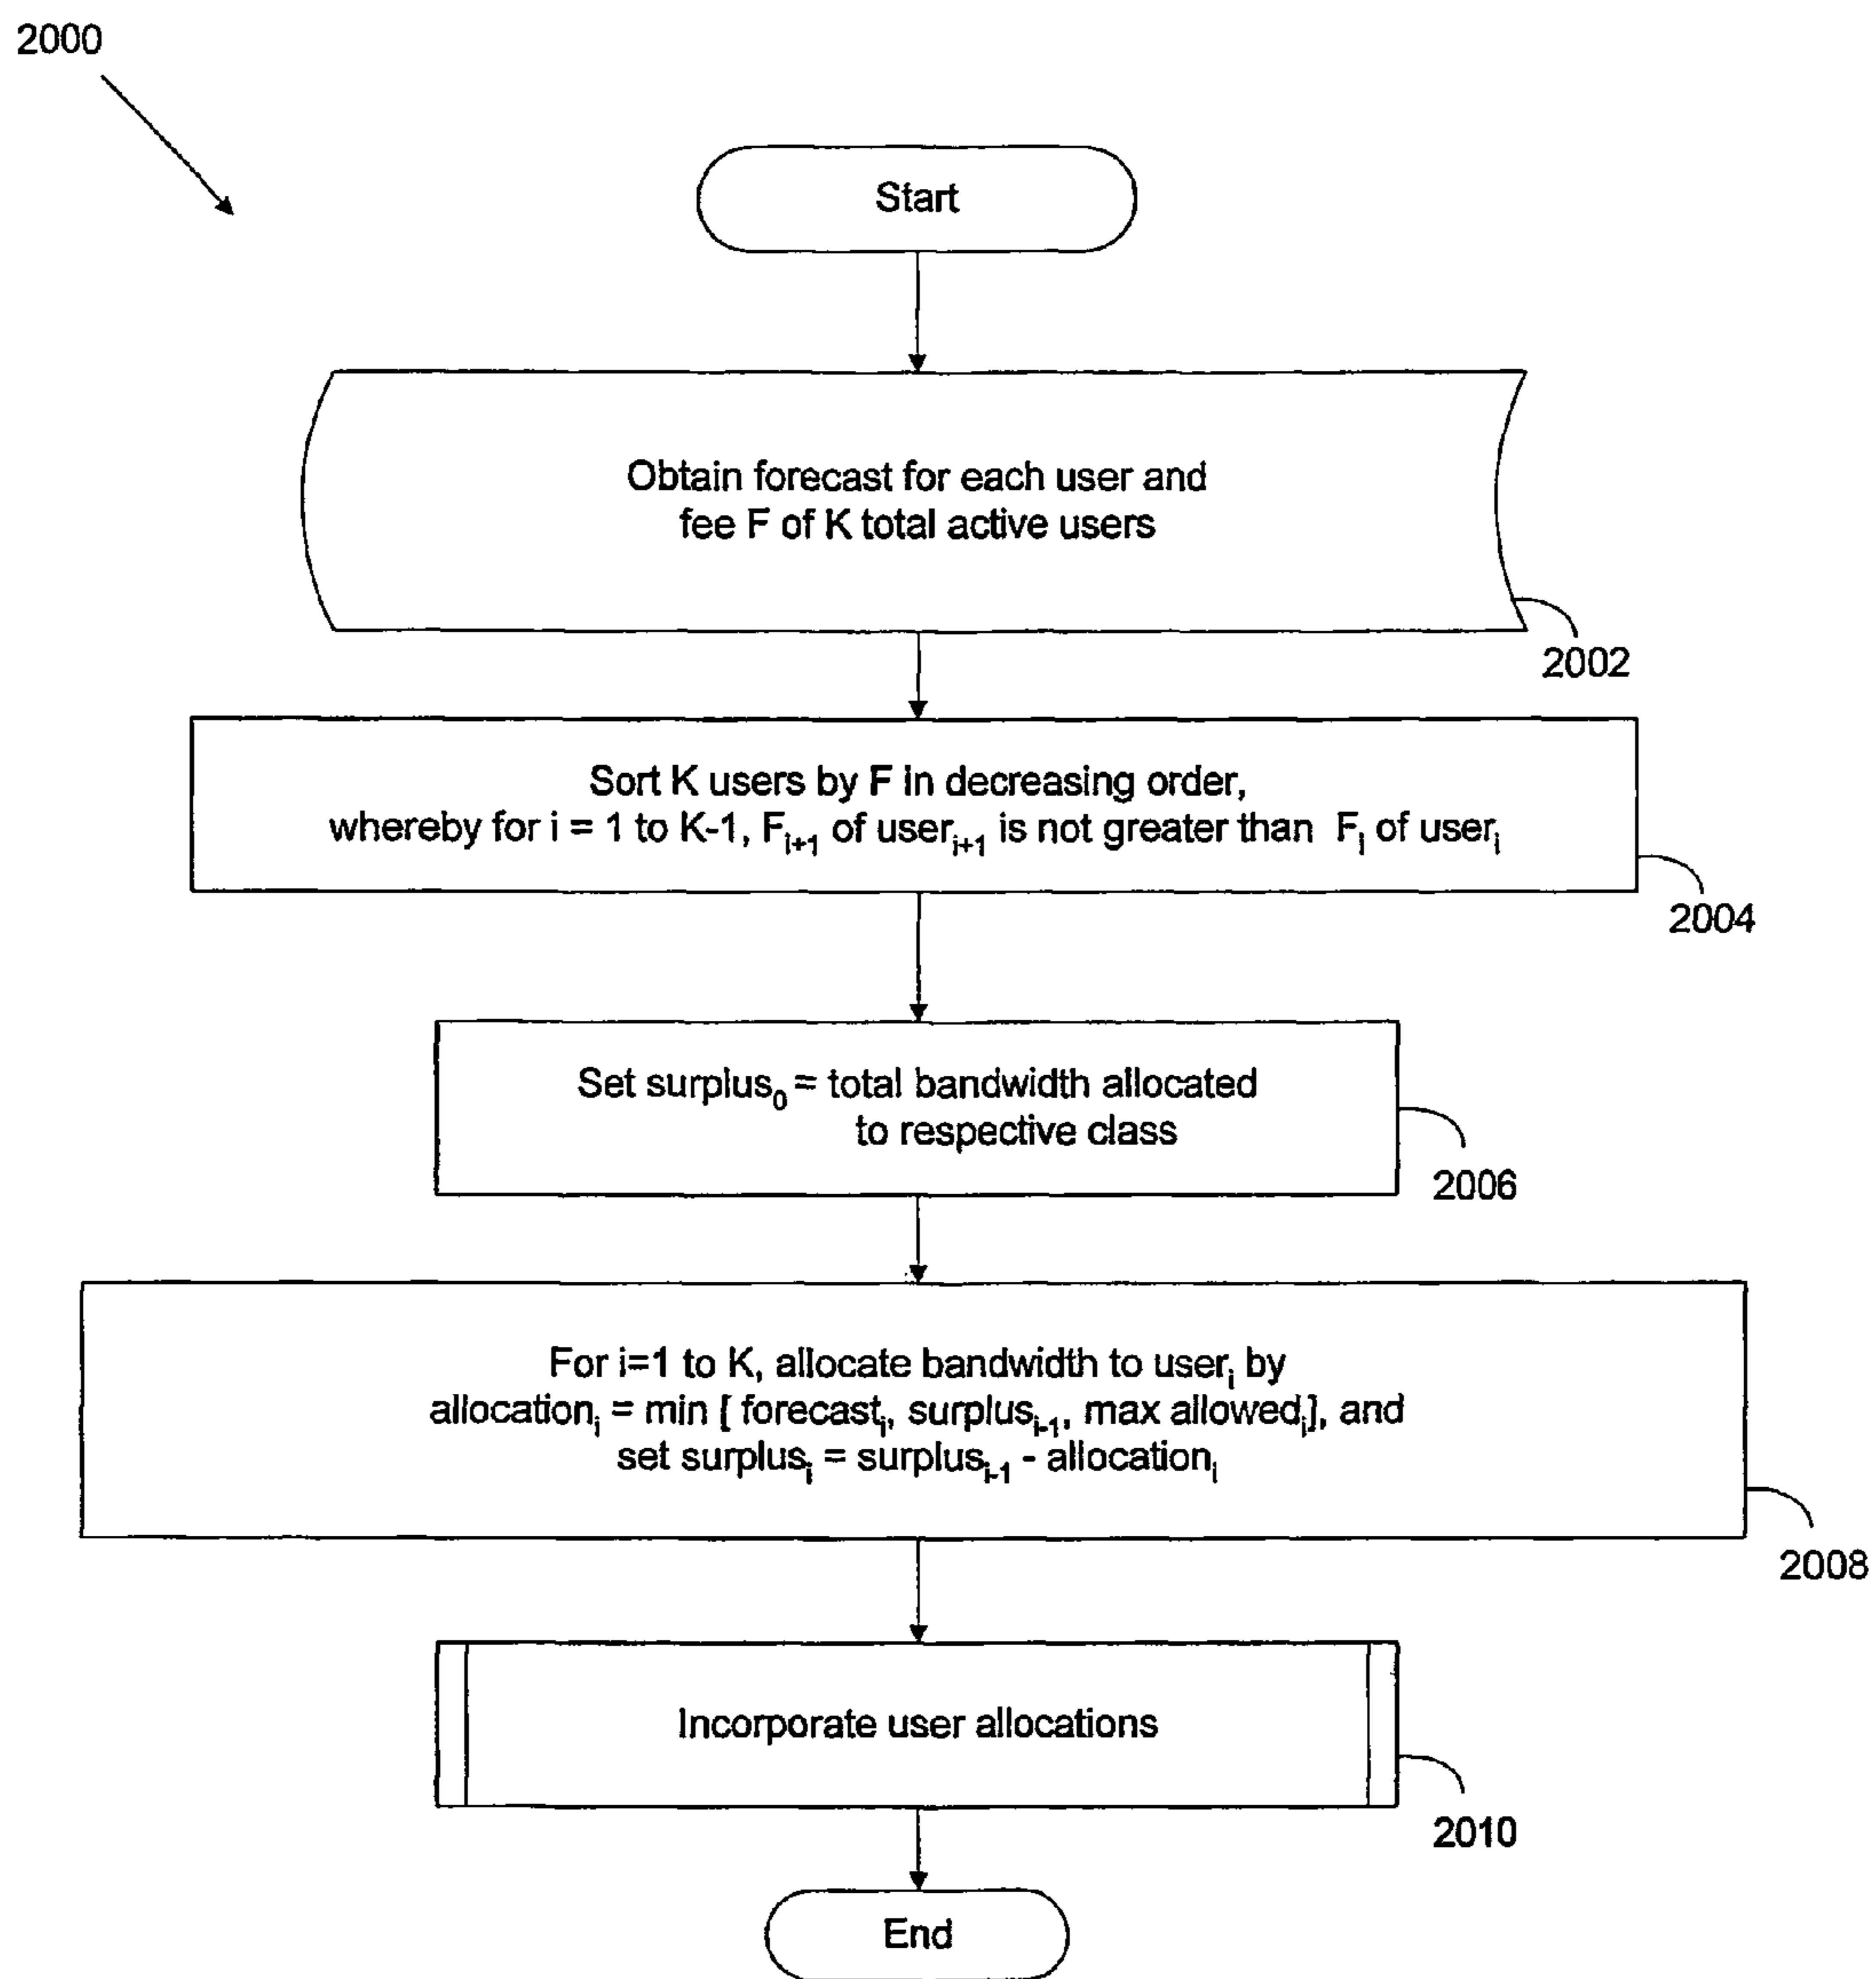 2000
Start
Obtain forecast for each user and
fee F of K total active users
2002
Sort K users by F in decreasing order,
whereby for i = 1 to K-1, Fi+1 of useri+1 is not greater than Fi of useri
2004
Set surplus0 = total bandwidth allocated
to respective class
2006
For i=1 to K, allocate bandwidth to useri by
allocationi = min [ forecasti, surplusi-1, max allowedi], and
set surplusi = surplusi-1 - allocationi
2008
Incorporate user allocations
2010
End